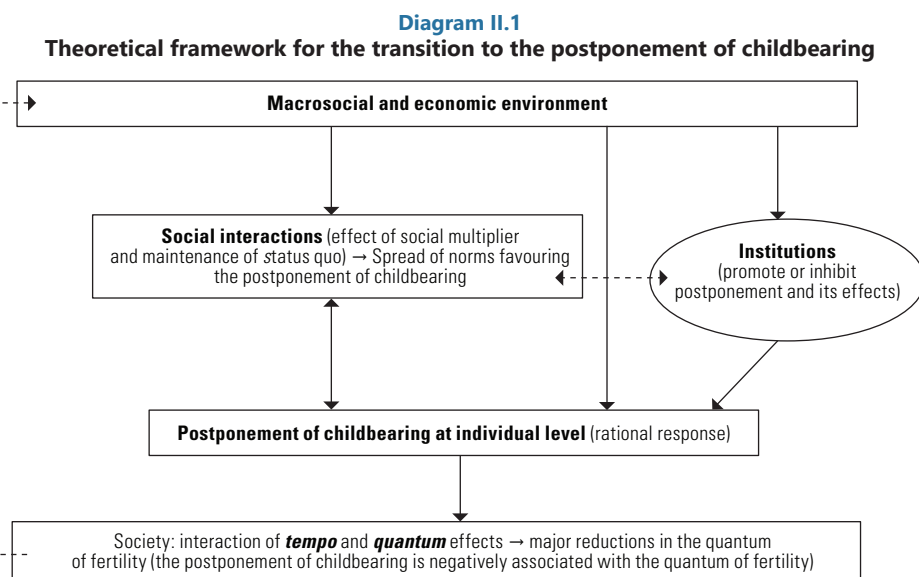 Diagram II.1
Theoretical framework for the transition to the postponement of childbearing
Macrosocial and economic environment
Social interactions (effect of social multiplier
and maintenance of status quo) → Spread of norms favouring
the postponement of childbearing
Institutions
(promote or inhibit
postponement and its effects)
Postponement of childbearing at individual level (rational response)
Society: interaction of tempo and quantum effects → major reductions in the quantum
of fertility (the postponement of childbearing is negatively associated with the quantum of fertility)